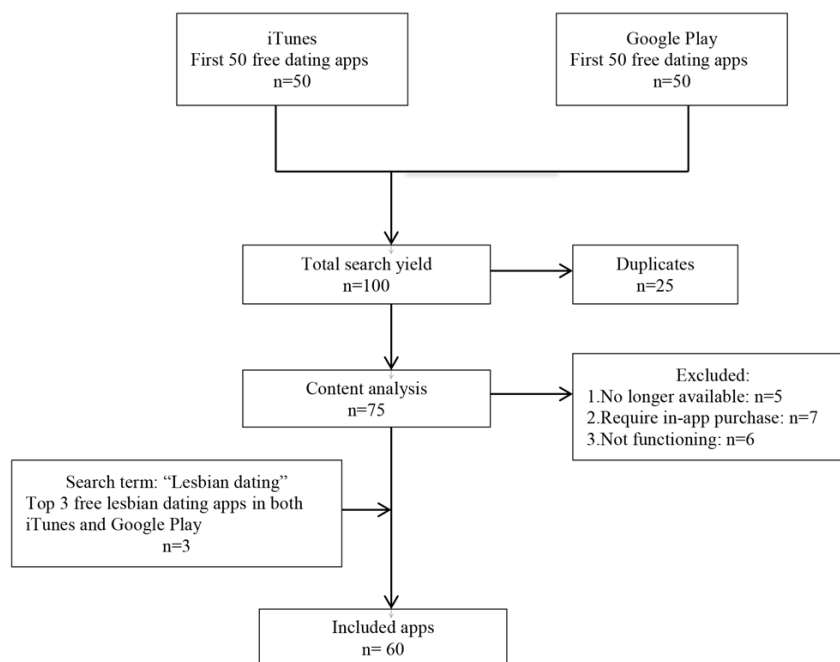 iTunes
First 50 free dating apps
n=50
Google Play
First 50 free dating apps
n=50
Total search yield
n=100
Duplicates
n=25
Content analysis
n=75
Excluded:
1.No longer available: n=5
2.Require in-app purchase: n=7
3.Not functioning: n=6
Search term: “Lesbian dating”
Top 3 free lesbian dating apps in both
iTunes and Google Play
n=3
Included apps
n= 60